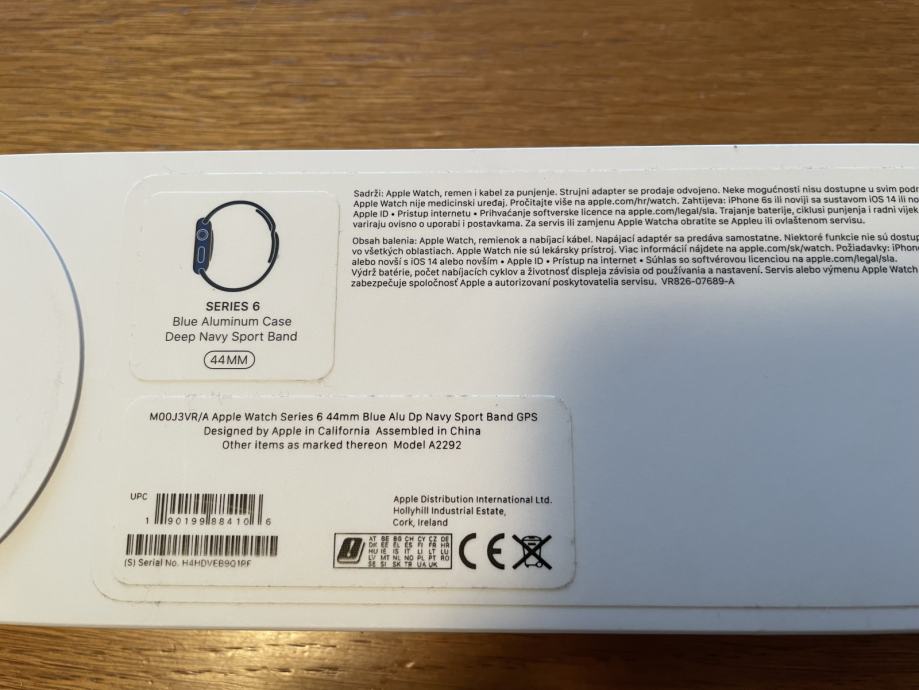 SERIES 6
Blue Aluminum Case
Deep Navy Sport Band
44MM
Sadrži: Apple Watch, remen i kabel za punjenje. Strujni adapter se prodaje odvojeno. Neke mogućnosti nisu dostupne u svim podr
Apple Watch nije medicinski uređaj. Pročitajte više na apple.com/hr/watch. Zahtijeva: iPhone 6s ili noviji sa sustavom iOS 14 ili no
Apple ID • Pristup internetu • Prihvaćanje softverske licence na apple.com/legal/sla. Trajanje baterije, ciklusi punjenja i radni vijek
variraju ovisno o uporabi i postavkama. Za servis ili zamjenu Apple Watcha obratite se Appleu ili ovlaštenom servisu.
Obsah balenia: Apple Watch, remienok a nabíjací kábel. Napájací adaptér sa predáva samostatne. Niektoré funkcie nie sú dostup
vo všetkých oblastiach. Apple Watch nie sú lekársky prístroj. Viac informácií nájdete na apple.com/sk/watch. Požiadavky: iPhon
alebo novší s iOS 14 alebo novším • Apple ID • Prístup na internet • Súhlas so softvérovou licenciou na apple.com/legal/sla.
Výdrž batérie, počet nabíjacích cyklov a životnosť displeja závisia od používania a nastavení. Servis alebo výmenu Apple Watch
zabezpečuje spoločnosť Apple a autorizovaní poskytovatelia servisu. VR826-07689-A
M00J3VR/A Apple Watch Series 6 44mm Blue Alu Dp Navy Sport Band GPS
Designed by Apple in California Assembled in China
Other items as marked thereon Model A2292
UPC
1 90199 88410 6
(S) Serial No. H4HDVEB9Q1RF
Apple Distribution International Ltd.
Hollyhill Industrial Estate,
Cork, Ireland
AT BE BG CH CY CZ DE
DK EE EL ES FI FR HR
HU IE IS IT LI LT LU
LV MT NL NO PL PT RO
SE SI SK TR UA UK
CE